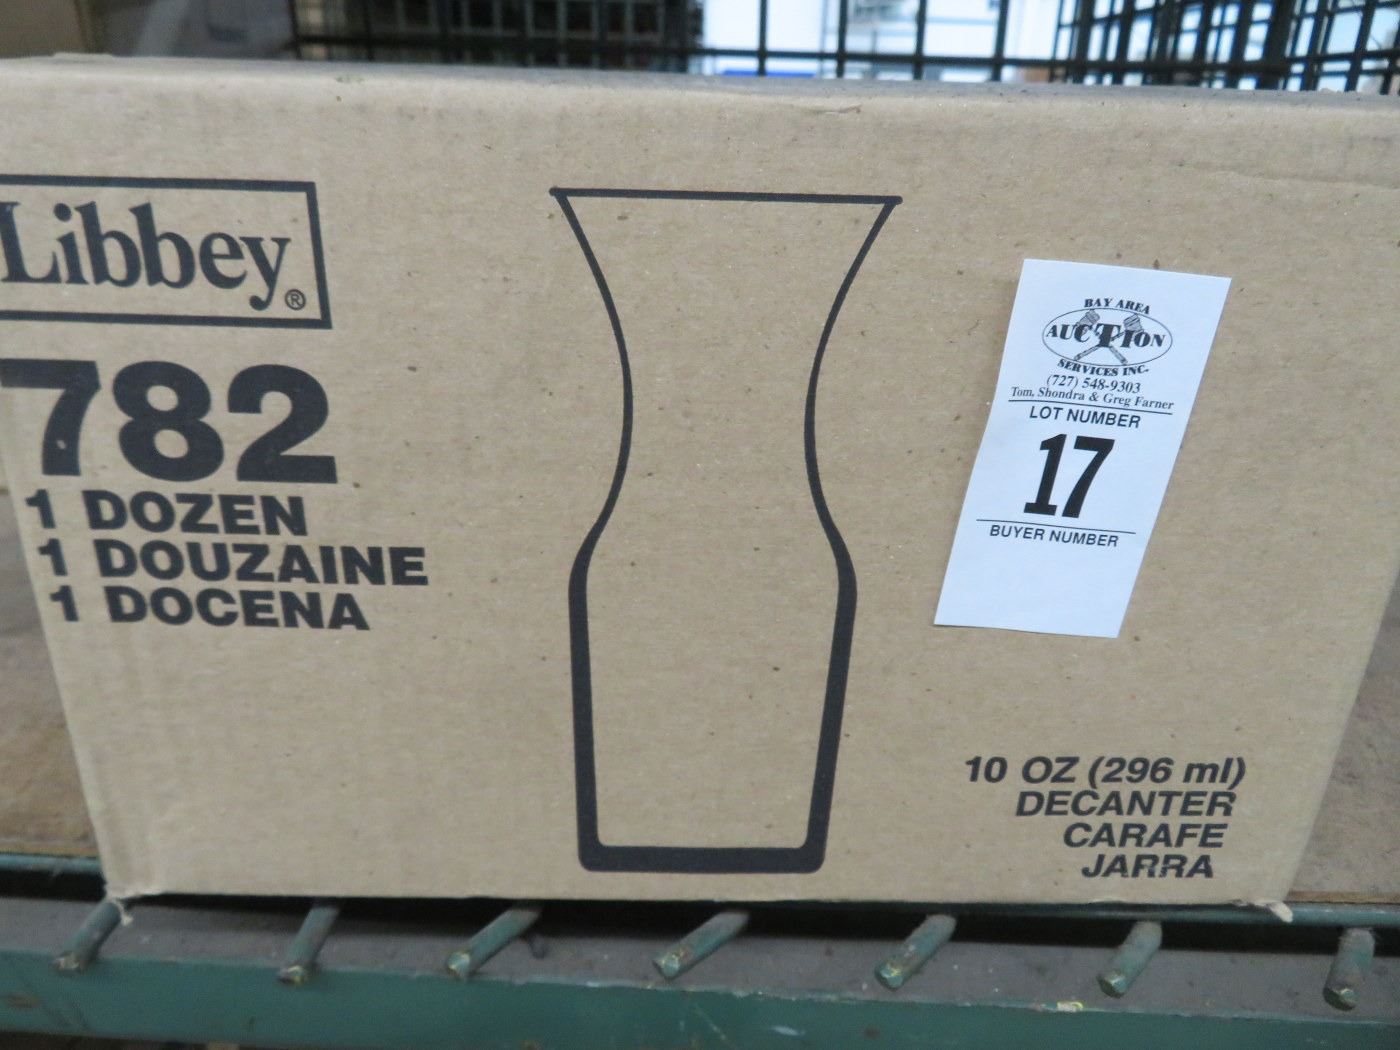 Libbey®
782
1 DOZEN
1 DOUZAINE
1 DOCENA
BAY AREA
AUCTION
SERVICES INC.
(727) 548-9303
Tom, Shondra & Greg Farner
LOT NUMBER
17
BUYER NUMBER
10 OZ (296 ml)
DECANTER
CARAFE
JARRA